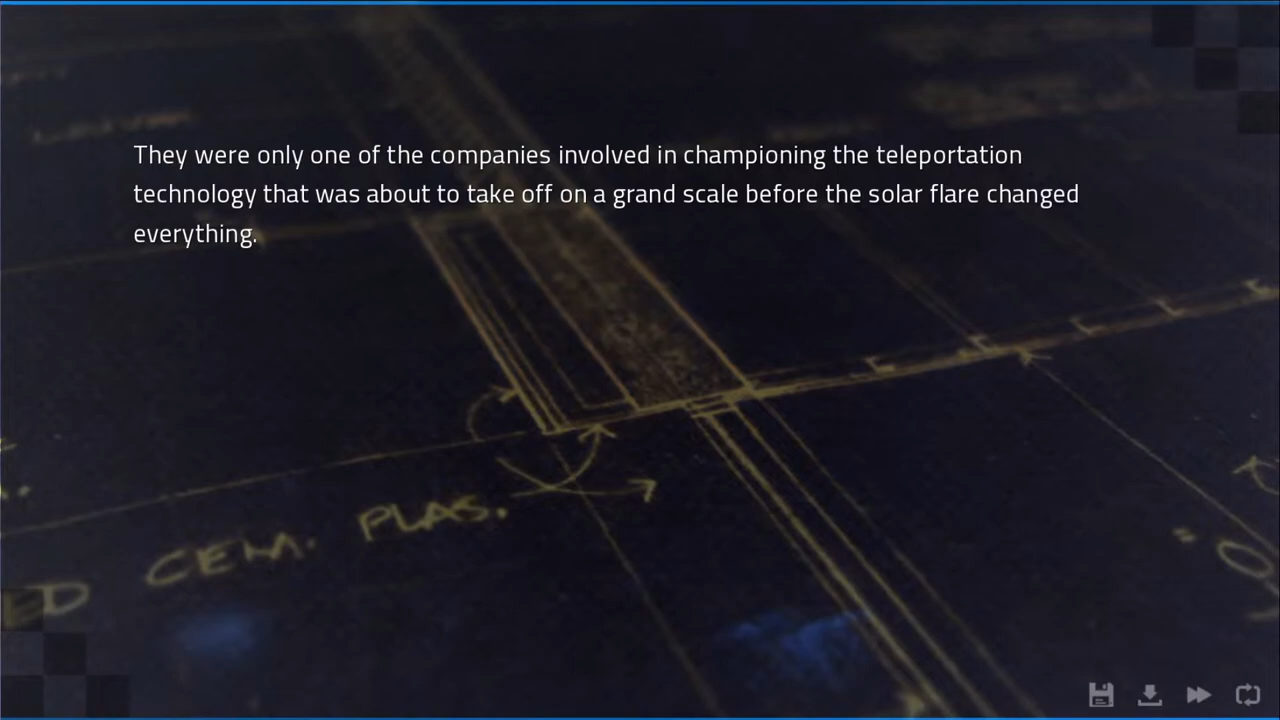 They were only one of the companies involved in championing the teleportation
technology that was about to take off on a grand scale before the solar flare changed
everything.
CEM. PLAS.